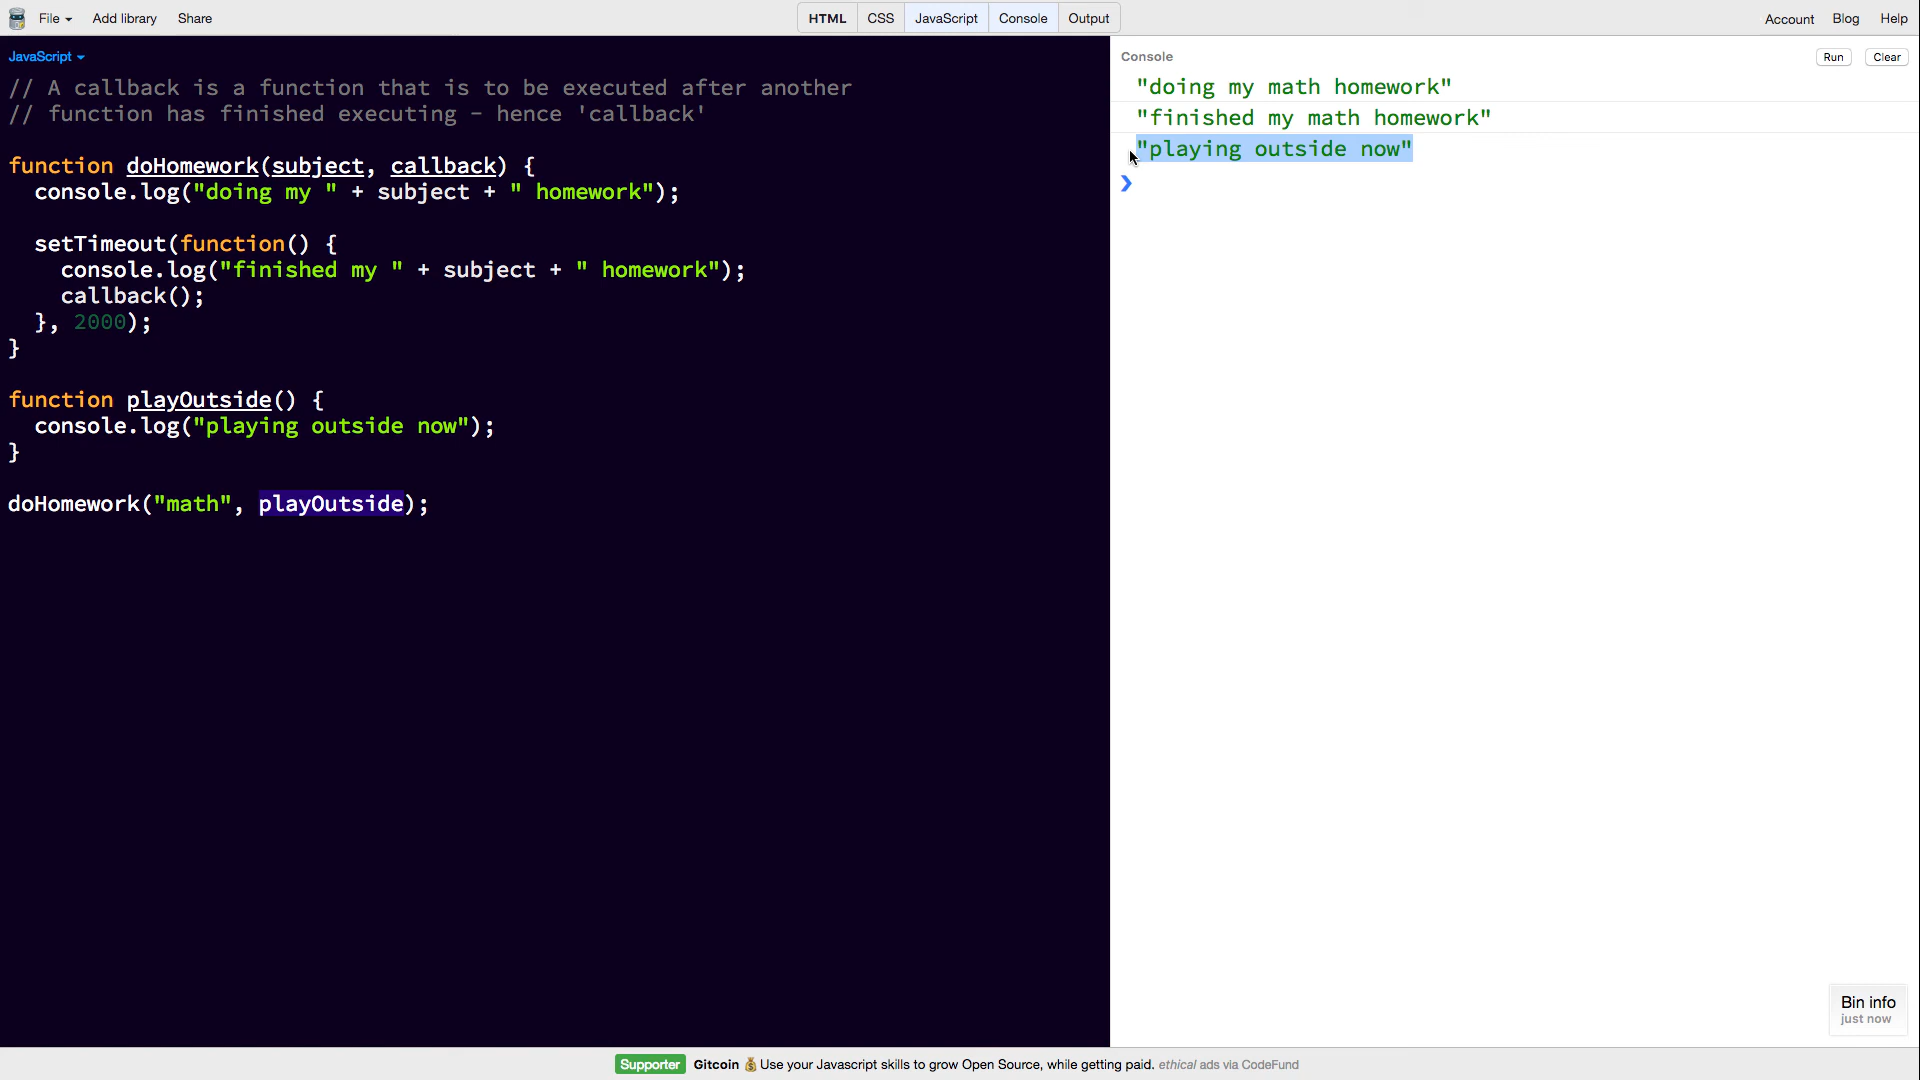 File Add library Share HTML CSS JavaScript Console Output Account Blog Help
JavaScript
// A callback is a function that is to be executed after another
// function has finished executing - hence 'callback'
function doHomework(subject, callback) {
  console.log("doing my " + subject + " homework");
  setTimeout(function() {
    console.log("finished my " + subject + " homework");
    callback();
  }, 2000);
}
function playOutside() {
  console.log("playing outside now");
}
doHomework("math", playOutside);
Console Run Clear
"doing my math homework"
"finished my math homework"
"playing outside now"
Bin info
just now
Supporter Gitcoin 💰Use your Javascript skills to grow Open Source, while getting paid. ethical ads via CodeFund